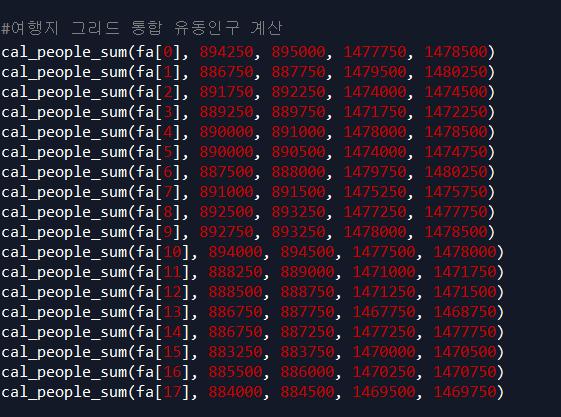 #여행지 그리드 통합 유동인구 계산
cal_people_sum(fa[0], 894250, 895000, 1477750, 1478500)
cal_people_sum(fa[1], 886750, 887750, 1479500, 1480250)
cal_people_sum(fa[2], 891750, 892250, 1474000, 1474500)
cal_people_sum(fa[3], 889250, 889750, 1471750, 1472250)
cal_people_sum(fa[4], 890000, 891000, 1478000, 1478500)
cal_people_sum(fa[5], 890000, 890500, 1474000, 1474750)
cal_people_sum(fa[6], 887500, 888000, 1479750, 1480250)
cal_people_sum(fa[7], 891000, 891500, 1475250, 1475750)
cal_people_sum(fa[8], 892500, 893250, 1477250, 1477750)
cal_people_sum(fa[9], 892750, 893250, 1478000, 1478500)
cal_people_sum(fa[10], 894000, 894500, 1477500, 1478000)
cal_people_sum(fa[11], 888250, 889000, 1471000, 1471750)
cal_people_sum(fa[12], 888500, 888750, 1471250, 1471500)
cal_people_sum(fa[13], 886750, 887750, 1467750, 1468750)
cal_people_sum(fa[14], 886750, 887250, 1477250, 1477750)
cal_people_sum(fa[15], 883250, 883750, 1470000, 1470500)
cal_people_sum(fa[16], 885500, 886000, 1470250, 1470750)
cal_people_sum(fa[17], 884000, 884500, 1469500, 1469750)